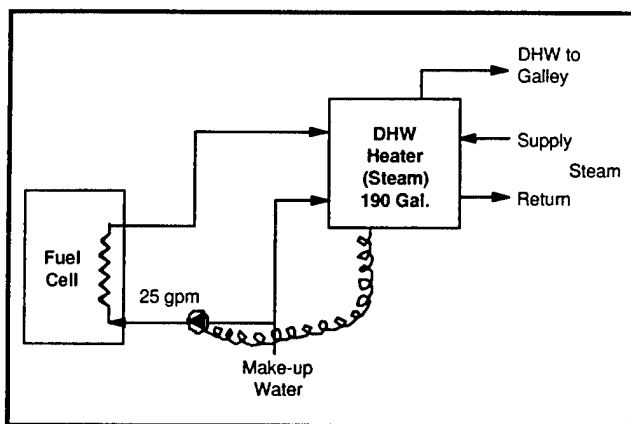 DHW to
Galley
DHW
Heater
(Steam)
190 Gal.
Supply
Steam
Return
Fuel
Cell
25 gpm
Make-up
Water